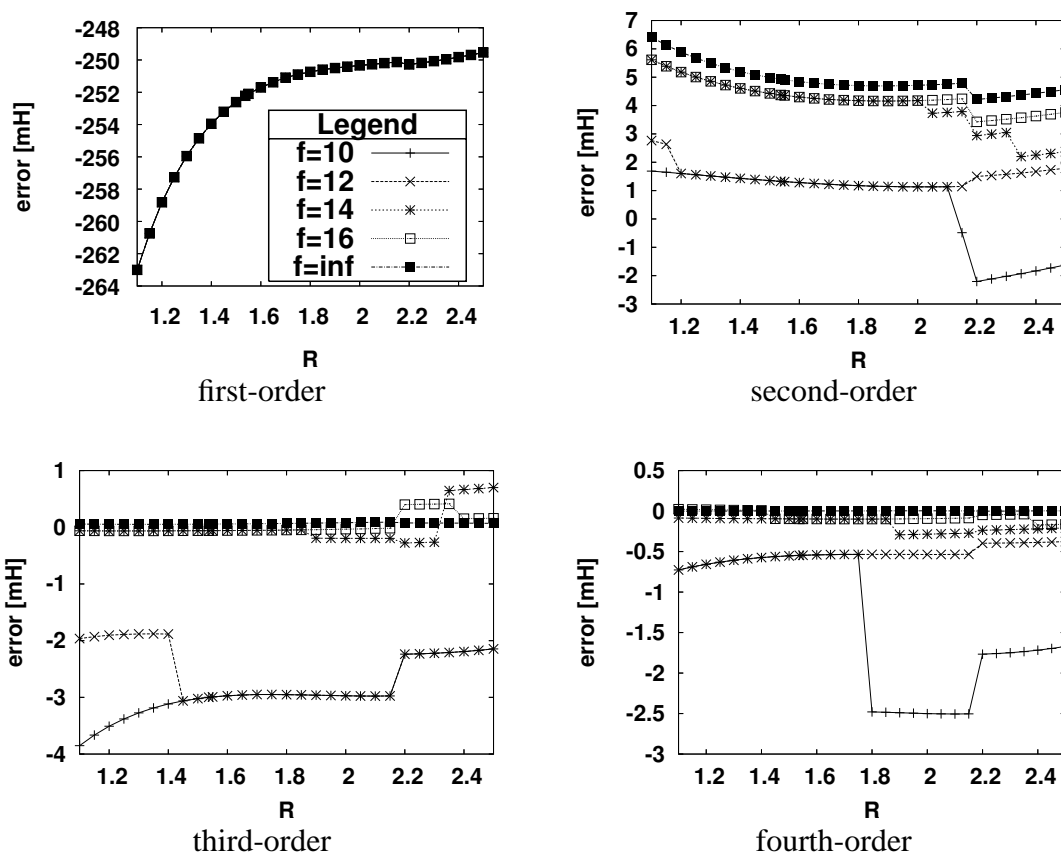 error [mH]
-248
-250
-252
-254
-256
-258
-260
-262
-264
1.2 1.4 1.6 1.8 2 2.2 2.4
R
first-order
Legend
f=10
f=12
f=14
f=16
f=inf
error [mH]
7
6
5
4
3
2
1
0
-1
-2
-3
1.2 1.4 1.6 1.8 2 2.2 2.4
R
second-order
error [mH]
1
0
-1
-2
-3
-4
1.2 1.4 1.6 1.8 2 2.2 2.4
R
third-order
error [mH]
0.5
0
-0.5
-1
-1.5
-2
-2.5
-3
1.2 1.4 1.6 1.8 2 2.2 2.4
R
fourth-order